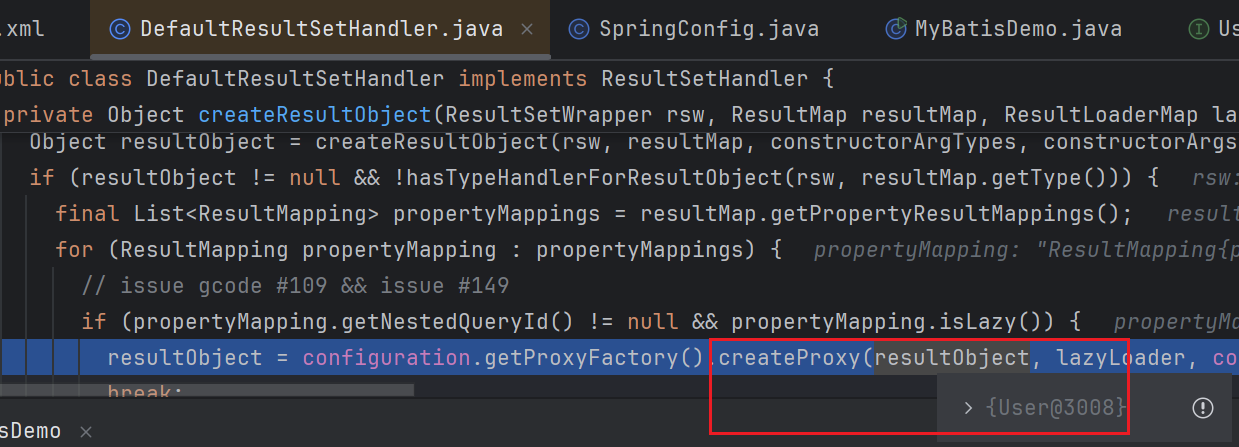 .xml DefaultResultSetHandler.java × SpringConfig.java MyBatisDemo.java Us
ublic class DefaultResultSetHandler implements ResultSetHandler {
private Object createResultObject(ResultSetWrapper rsw, ResultMap resultMap, ResultLoaderMap la
Object resultObject = createResultObject(rsw, resultMap, constructorArgTypes, constructorArgs
if (resultObject != null && !hasTypeHandlerForResultObject(rsw, resultMap.getType())) { rsw:
final List<ResultMapping> propertyMappings = resultMap.getPropertyResultMappings(); result
for (ResultMapping propertyMapping : propertyMappings) { propertyMapping: "ResultMapping{p
// issue gcode #109 && issue #149
if (propertyMapping.getNestedQueryId() != null && propertyMapping.isLazy()) { propertyMa
resultObject = configuration.getProxyFactory().createProxy(resultObject, lazyLoader, co
break;
> {User@3008}
sDemo ×